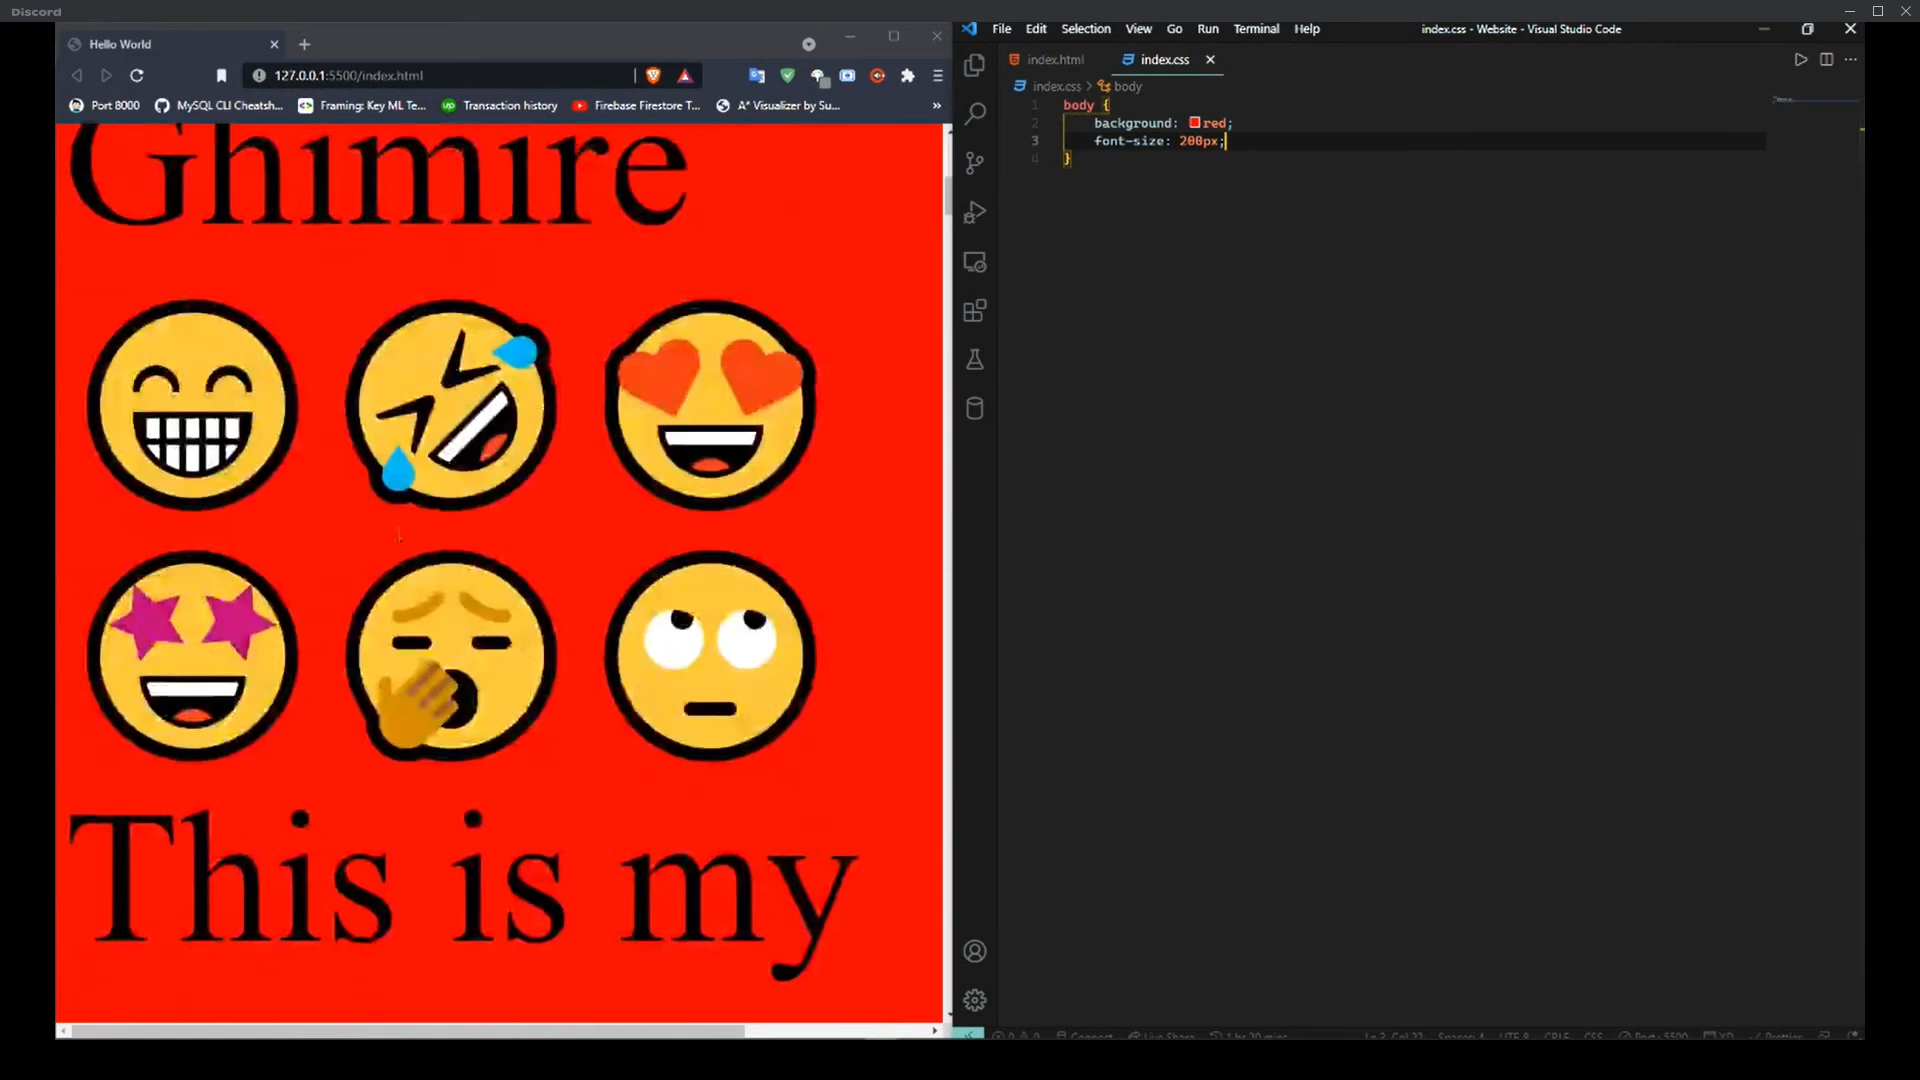 Discord
Hello World
127.0.0.1:5500/index.html
Port 8000
MySQL CLI Cheatsh...
Framing: Key ML Te...
Transaction history
Firebase Firestore T...
A* Visualizer by Su...
»
Ghimire
This is my
File Edit Selection View Go Run Terminal Help
index.css - Website - Visual Studio Code
index.html
index.css
index.css > body
1 body {
2 background: red;
3 font-size: 200px;
4 }